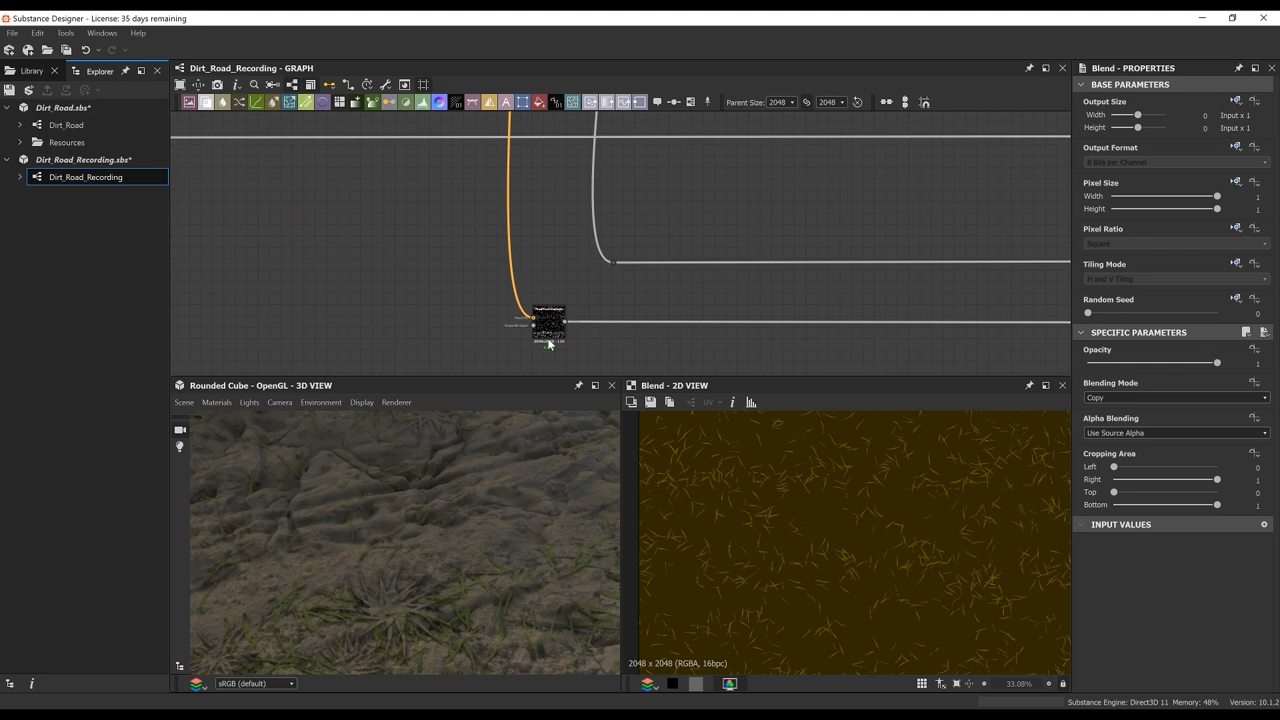 Substance Designer - License: 35 days remaining
File Edit Tools Windows Help
Library Explorer
Dirt_Road.sbs*
Dirt_Road
Resources
Dirt_Road_Recording.sbs*
Dirt_Road_Recording
Dirt_Road_Recording - GRAPH
Parent Size: 2048 2048
Rounded Cube - OpenGL - 3D VIEW
Scene Materials Lights Camera Environment Display Renderer
sRGB (default)
Blend - 2D VIEW
UV
2048 x 2048 (RGBA, 16bpc)
33.08%
Blend - PROPERTIES
BASE PARAMETERS
Output Size
Width 0 Input x 1
Height 0 Input x 1
Output Format
8 Bits per Channel
Pixel Size
Width 1
Height 1
Pixel Ratio
Square
Tiling Mode
H and V Tiling
Random Seed
0
SPECIFIC PARAMETERS
Opacity
1
Blending Mode
Copy
Alpha Blending
Use Source Alpha
Cropping Area
Left 0
Right 1
Top 0
Bottom 1
INPUT VALUES
Substance Engine: Direct3D 11 Memory: 48% Version: 10.1.2